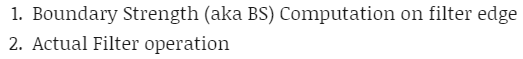 1. Boundary Strength (aka BS) Computation on filter edge
2. Actual Filter operation